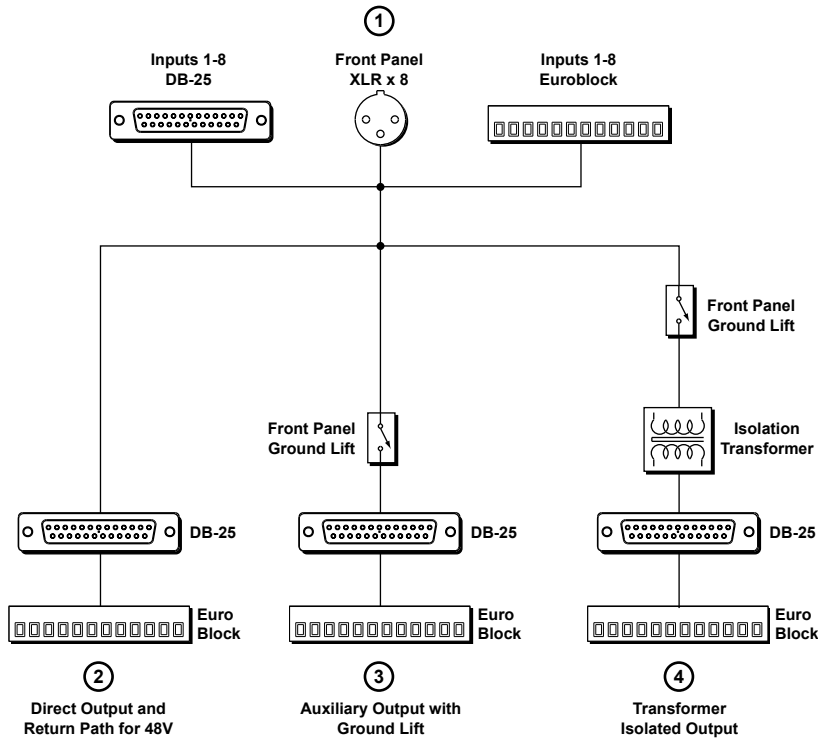 1
Inputs 1-8
DB-25
Front Panel
XLR x 8
Inputs 1-8
Euroblock
Front Panel
Ground Lift
Front Panel
Ground Lift
Isolation
Transformer
DB-25
DB-25
DB-25
Euro
Block
Euro
Block
Euro
Block
2
Direct Output and
Return Path for 48V
3
Auxiliary Output with
Ground Lift
4
Transformer
Isolated Output